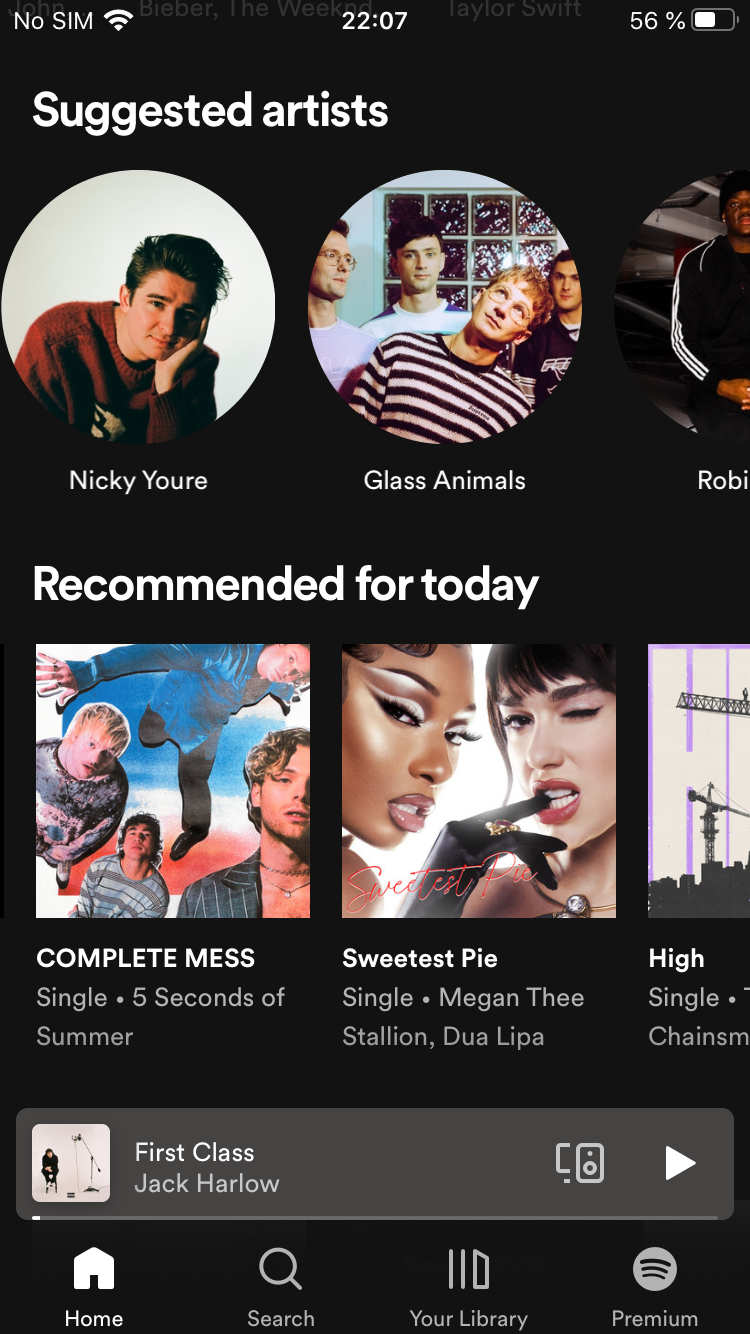 John
Bieber, The Weeknd
Taylor Swift
No SIM
22:07
56 %
Suggested artists
Nicky Youre
Glass Animals
Robi
Recommended for today
Sweetest Pie
COMPLETE MESS
Single • 5 Seconds of
Summer
Sweetest Pie
Single • Megan Thee
Stallion, Dua Lipa
High
Single • T
Chainsm
First Class
Jack Harlow
Home
Search
Your Library
Premium